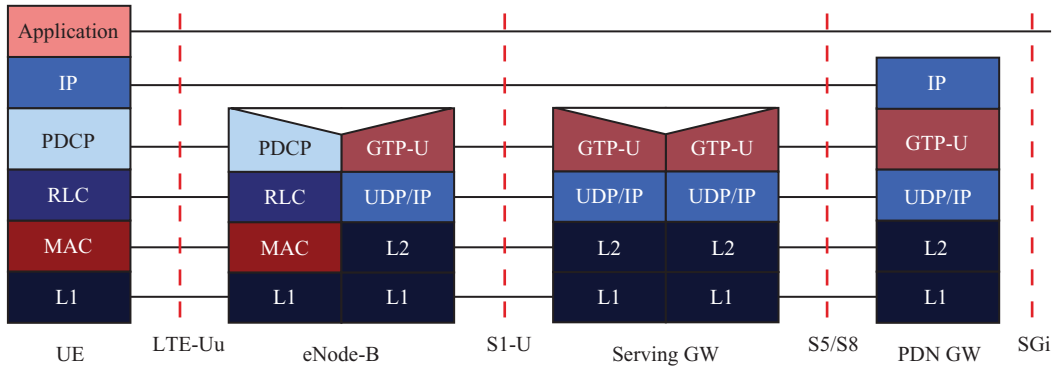 Application
IP IP
PDCP PDCP GTP-U GTP-U GTP-U GTP-U
RLC RLC UDP/IP UDP/IP UDP/IP UDP/IP
MAC MAC L2 L2 L2 L2
L1 L1 L1 L1 L1 L1
UE LTE-Uu eNode-B S1-U Serving GW S5/S8 PDN GW SGi